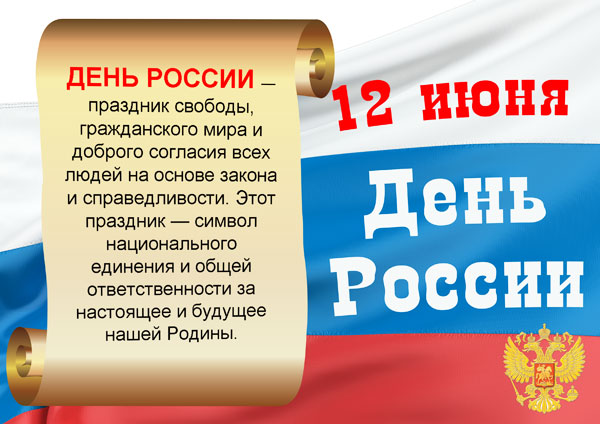 ДЕНЬ РОССИИ —
праздник свободы,
гражданского мира и
доброго согласия всех
людей на основе закона
и справедливости. Этот
праздник — символ
национального
единения и общей
ответственности за
настоящее и будущее
нашей Родины.
12 июня
День
России